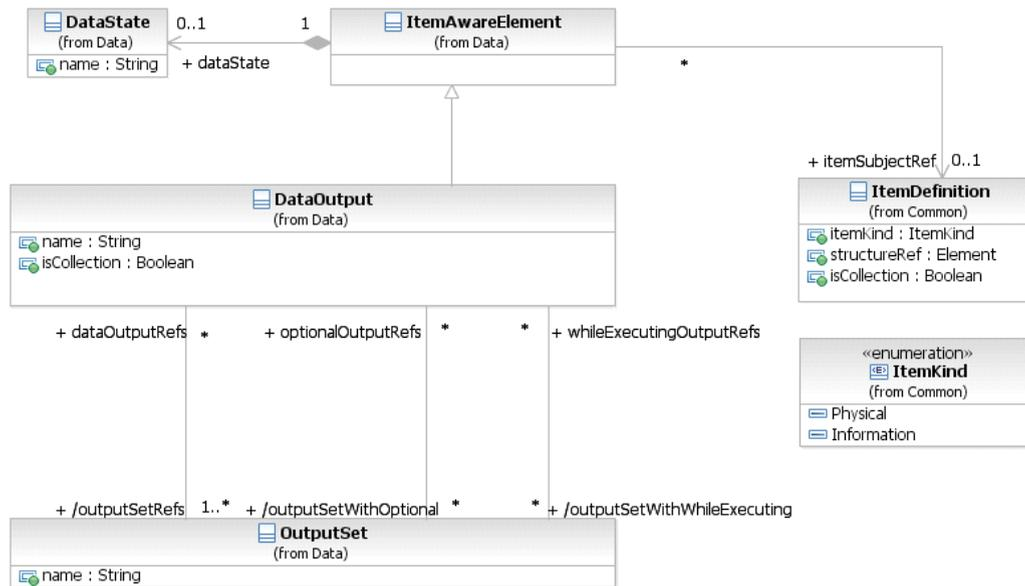 DataState
(from Data)
name : String
0..1
1
+ dataState
ItemAwareElement
(from Data)
*
+ itemSubjectRef
0..1
DataOutput
(from Data)
name : String
isCollection : Boolean
ItemDefinition
(from Common)
itemKind : ItemKind
structureRef : Element
isCollection : Boolean
+ dataOutputRefs
*
+ optionalOutputRefs
*
*
+ whileExecutingOutputRefs
«enumeration»
ItemKind
(from Common)
Physical
Information
+ /outputSetRefs
1..*
+ /outputSetWithOptional
*
*
+ /outputSetWithWhileExecuting
OutputSet
(from Data)
name : String